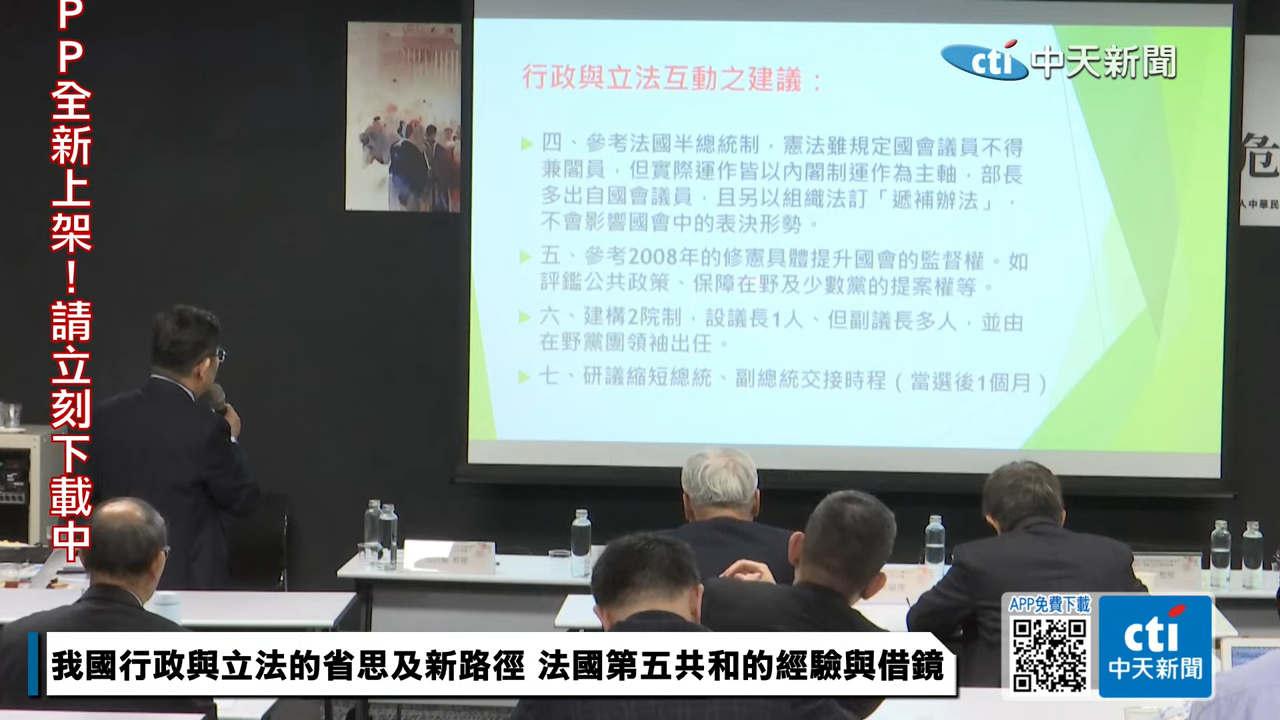 PP全新上架！請立刻下載中
cti 中天新聞
行政與立法互動之建議：
四、參考法國半總統制，憲法雖規定國會議員不得
兼閣員，但實際運作皆以內閣制運作為主軸，部長
多出自國會議員，且另以組織法訂「遞補辦法」，
不會影響國會中的表決形勢。
五、參考2008年的修憲具體提升國會的監督權。如
評鑑公共政策、保障在野及少數黨的提案權等。
六、建構2院制，設議長1人、但副議長多人，並由
在野黨團領袖出任。
七、研議縮短總統、副總統交接時程（當選後1個月）
危
人中華民
APP免費下載
cti
中天新聞
我國行政與立法的省思及新路徑 法國第五共和的經驗與借鏡